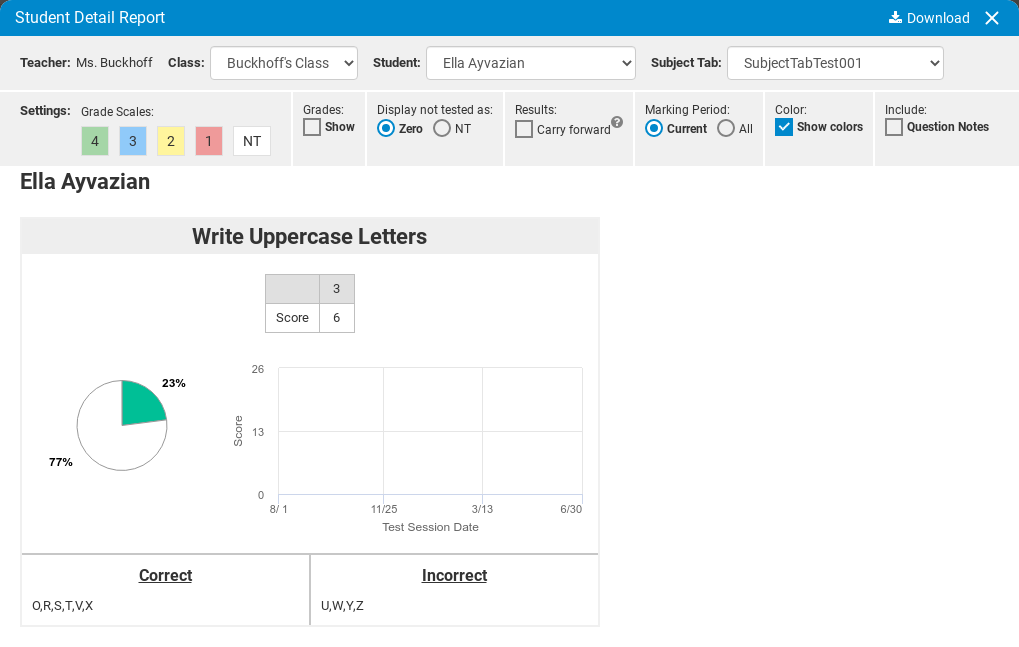 Student Detail Report Download
Teacher: Ms. Buckhoff Class: Buckhoff's Class Student: Ella Ayvazian Subject Tab: SubjectTabTest001
Settings: Grade Scales: Grades: Display not tested as: Results: Marking Period: Color: Include:
Show Zero NT Carry forward ? Current All Show colors Question Notes
4 3 2 1 NT
Ella Ayvazian
Write Uppercase Letters
3
Score 6
23%
77%
26
13
0
Score
8/ 1 11/25 3/13 6/30
Test Session Date
Correct Incorrect
O,R,S,T,V,X U,W,Y,Z